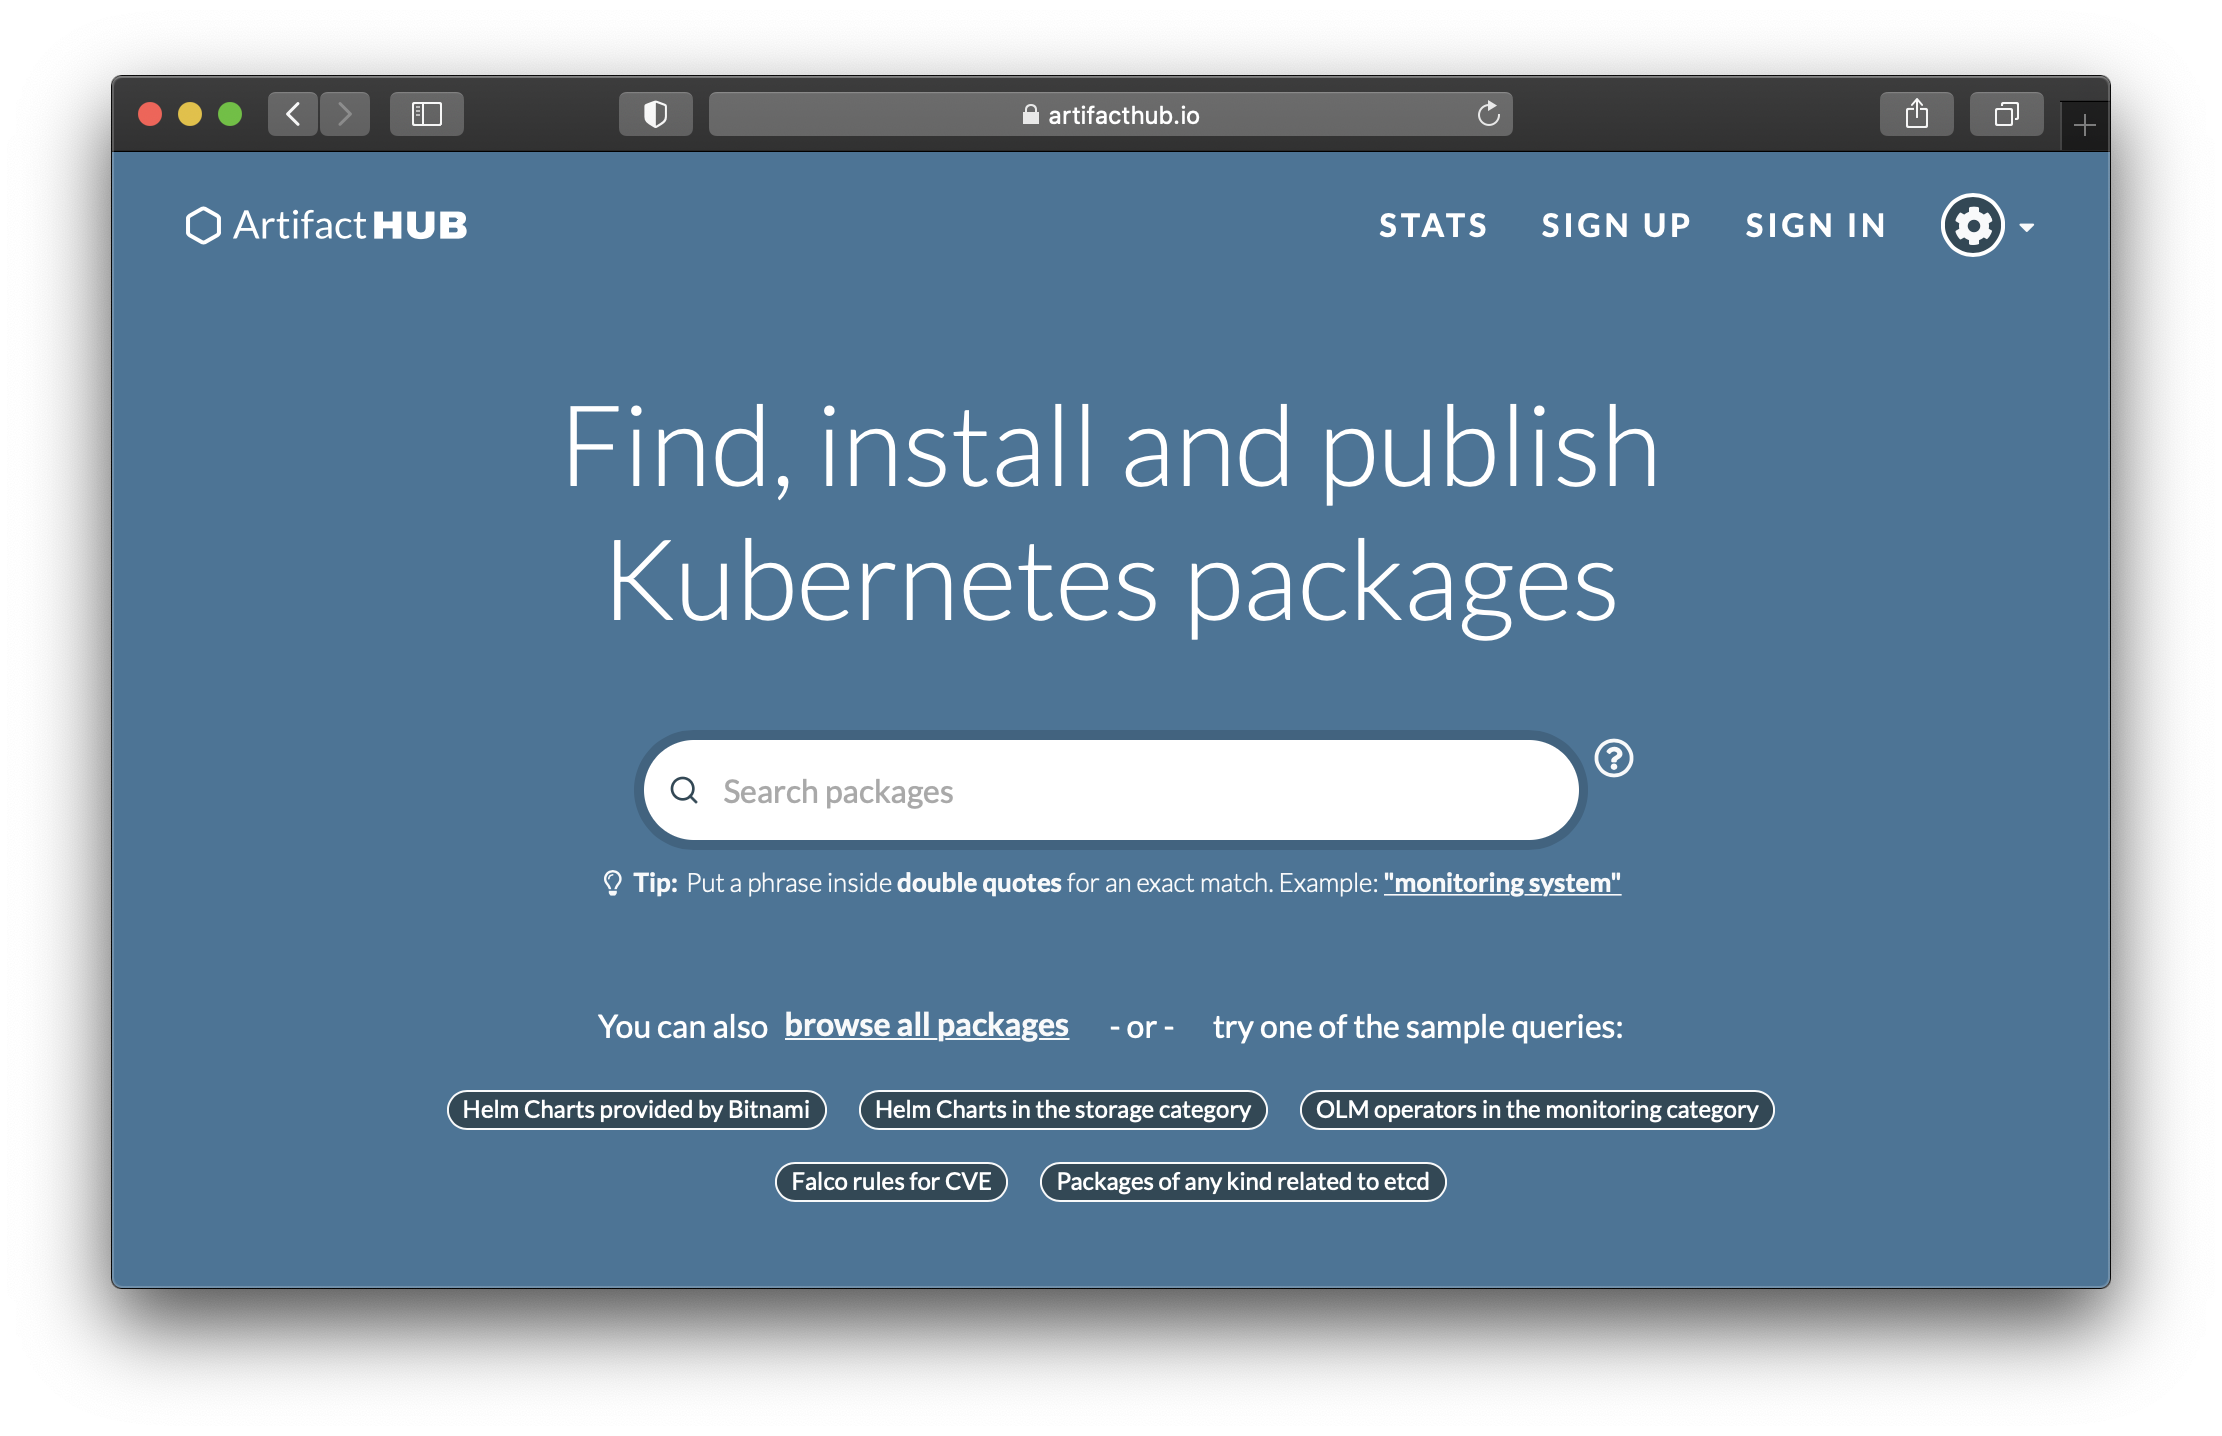 artifacthub.io
ArtifactHUB STATS SIGN UP SIGN IN
Find, install and publish
Kubernetes packages
Search packages
Tip: Put a phrase inside double quotes for an exact match. Example: "monitoring system"
You can also browse all packages - or - try one of the sample queries:
Helm Charts provided by Bitnami Helm Charts in the storage category OLM operators in the monitoring category
Falco rules for CVE Packages of any kind related to etcd